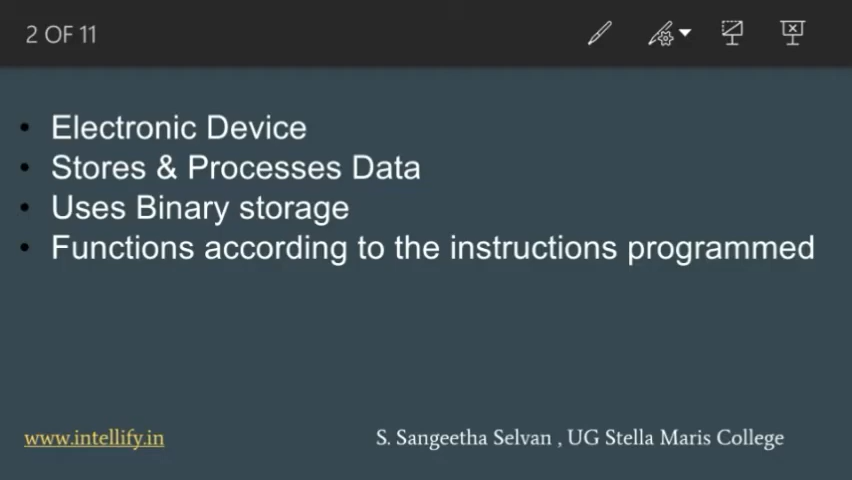 2 OF 11
• Electronic Device
• Stores & Processes Data
• Uses Binary storage
• Functions according to the instructions programmed
www.intellify.in
S. Sangeetha Selvan , UG Stella Maris College